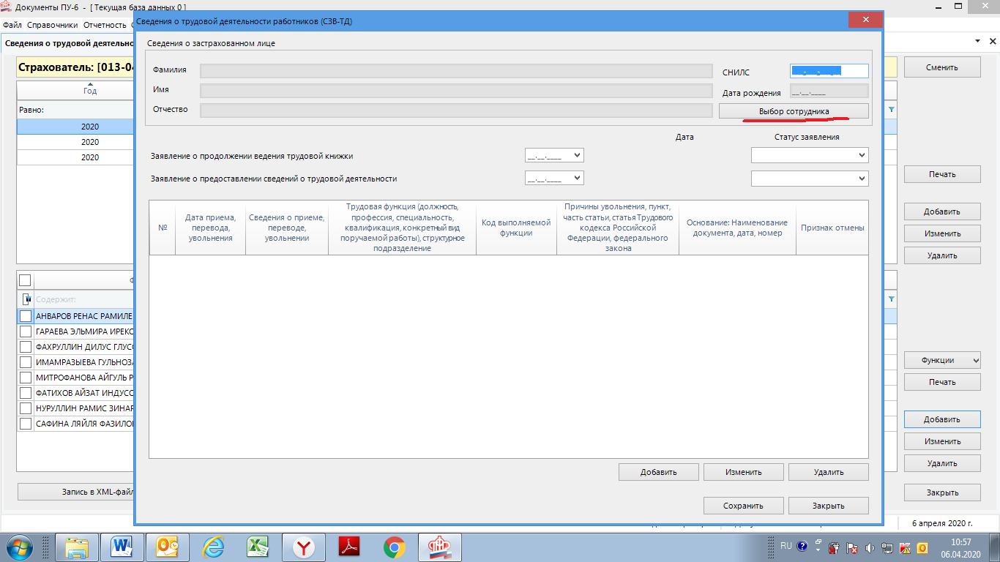 Документы ПУ-6 - [ Текущая база данных 0 ]
Файл Справочники Отчетность
Сведения о трудовой деятельно
Страхователь: [013-0
Сменить
Год
Равно:
2020
2020
2020
Печать
Добавить
Изменить
Удалить
Содержит:
АНВАРОВ РЕНАС РАМИЛЕ
ГАРАЕВА ЭЛЬМИРА ИРЕКО
ФАХРУЛЛИН ДИЛУС ГЛУСО
ИМАМРАЗЫЕВА ГУЛЬНОЗА
МИТРОФАНОВА АЙГУЛЬ Р
ФАТИХОВ АЙЗАТ ИНДУСО
НУРУЛЛИН РАМИС ЗИНАР
САФИНА ЛЯЙЛЯ ФАЗИЛО
Функции
Печать
Добавить
Изменить
Удалить
Запись в XML-файл
Закрыть
6 апреля 2020 г.
Сведения о трудовой деятельности работников (СЗВ-ТД)
Сведения о застрахованном лице
Фамилия
СНИЛС
Имя
Дата рождения
__.__.____
Отчество
Выбор сотрудника
Дата
Статус заявления
Заявление о продолжении ведения трудовой книжки
__.__.____
Заявление о предоставлении сведений о трудовой деятельности
__.__.____
№
Дата приема,
перевода,
увольнения
Сведения о приеме,
переводе,
увольнении
Трудовая функция (должность,
профессия, специальность,
квалификация, конкретный вид
поручаемой работы), структурное
подразделение
Код выполняемой
функции
Причины увольнения, пункт,
часть статьи, статья Трудового
кодекса Российской
Федерации, федерального
закона
Основание: Наименование
документа, дата, номер
Признак отмены
Добавить
Изменить
Удалить
Сохранить
Закрыть
RU
10:57
06.04.2020